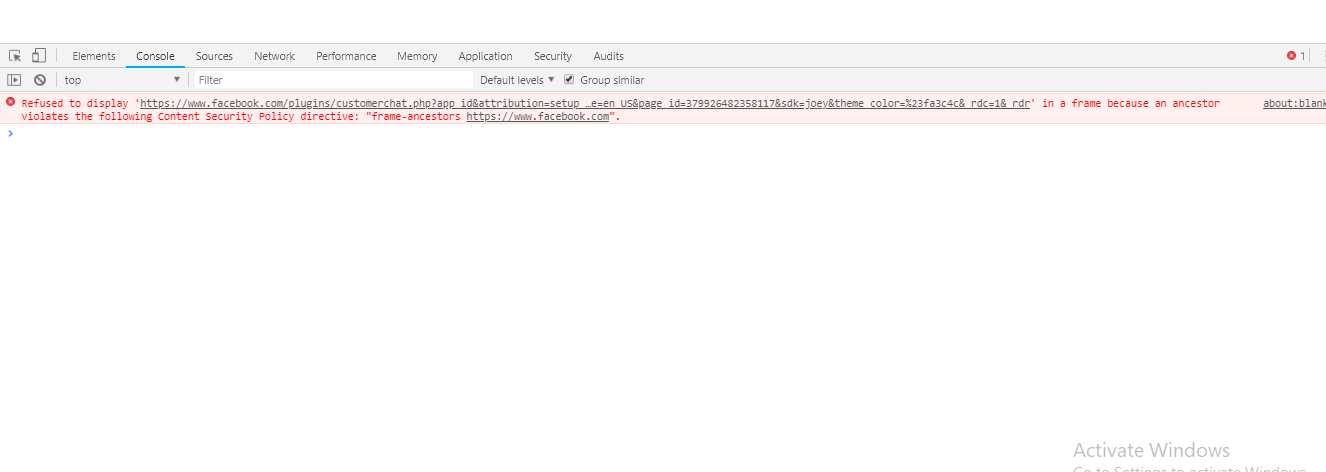 Elements Console Sources Network Performance Memory Application Security Audits 1
top Filter Default levels Group similar
Refused to display 'https://www.facebook.com/plugins/customerchat.php?app_id&attribution=setup_…e=en_US&page_id=379926482358117&sdk=joey&theme_color=%23fa3c4c&_rdc=1&_rdr' in a frame because an ancestor about:blank
violates the following Content Security Policy directive: "frame-ancestors https://www.facebook.com".
Activate Windows
Go to Settings to activate Windows.